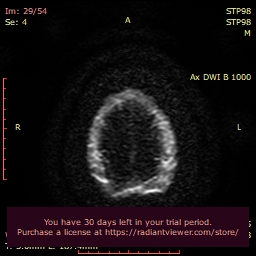 Im: 29/54
Se: 4
A
STP98
STP98
M
Ax DWI B 1000
R
L
You have 30 days left in your trial period.
Purchase a license at https://radiantviewer.com/store/